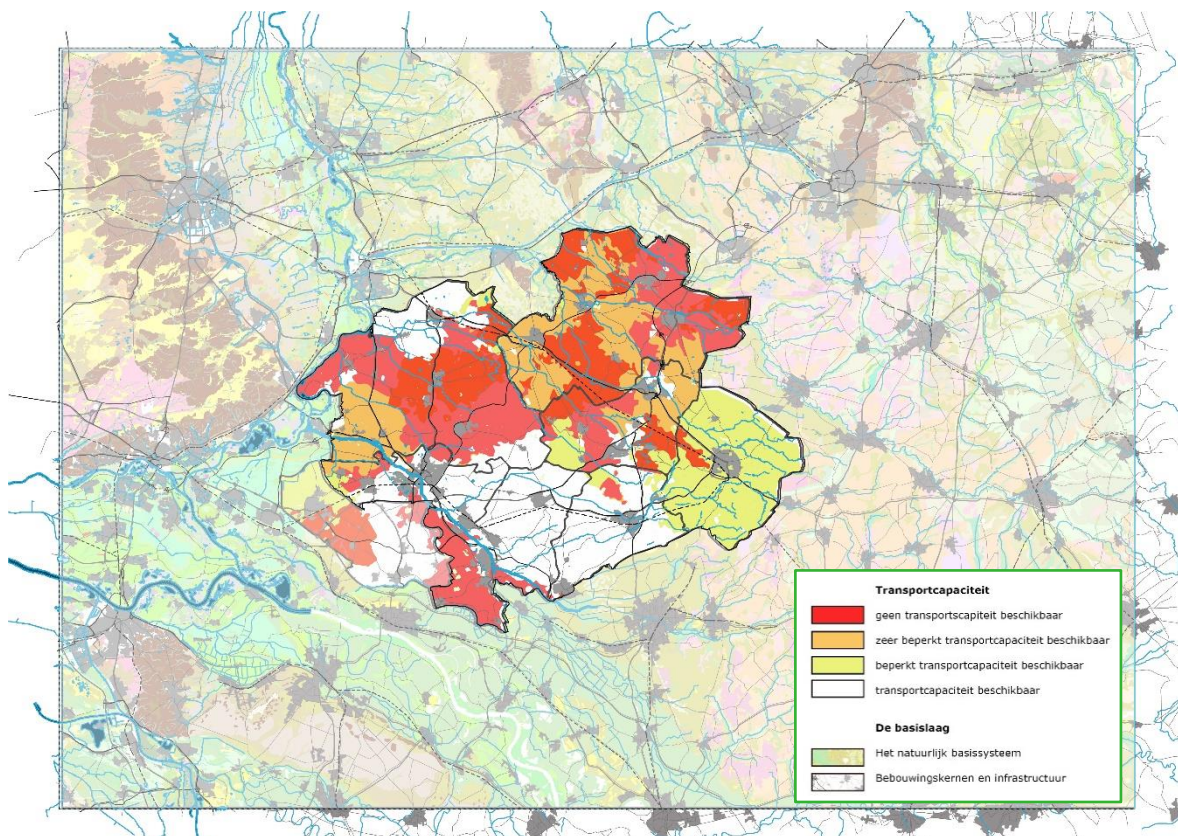 Transportcapaciteit
geen transportscapiteit beschikbaar
zeer beperkt transportcapaciteit beschikbaar
beperkt transportcapaciteit beschikbaar
transportcapaciteit beschikbaar
De basislaag
Het natuurlijk basissysteem
Bebouwingskernen en infrastructuur